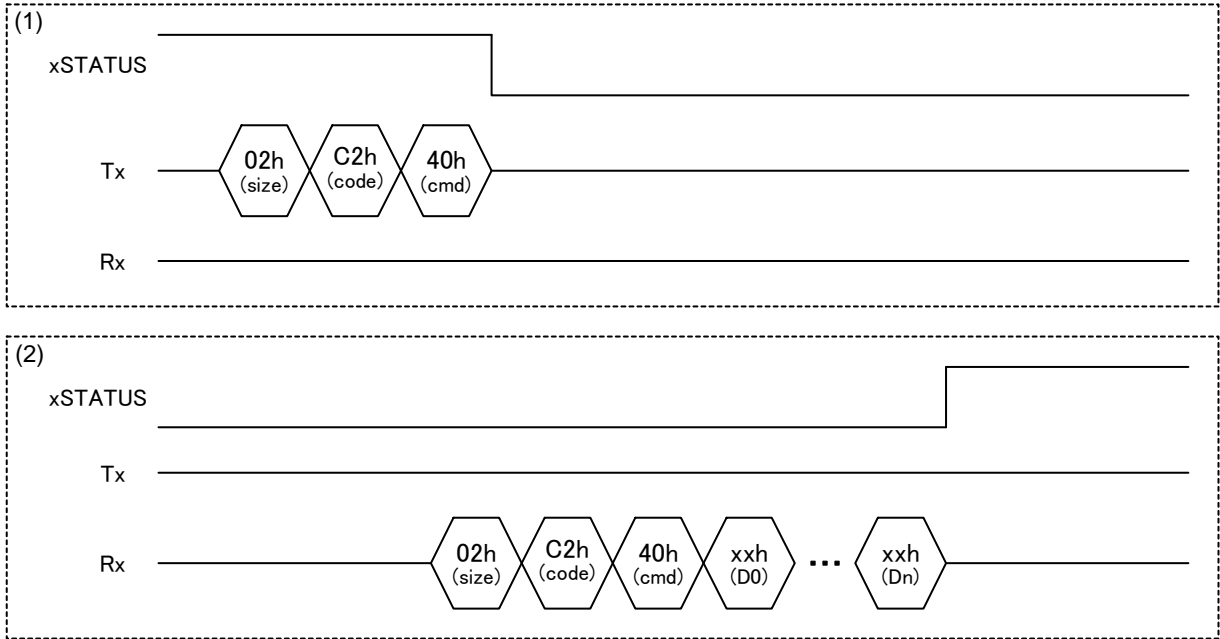 (1)
xSTATUS
Tx
02h
(size)
C2h
(code)
40h
(cmd)
Rx
(2)
xSTATUS
Tx
Rx
02h
(size)
C2h
(code)
40h
(cmd)
xxh
(D0)
•••
xxh
(Dn)